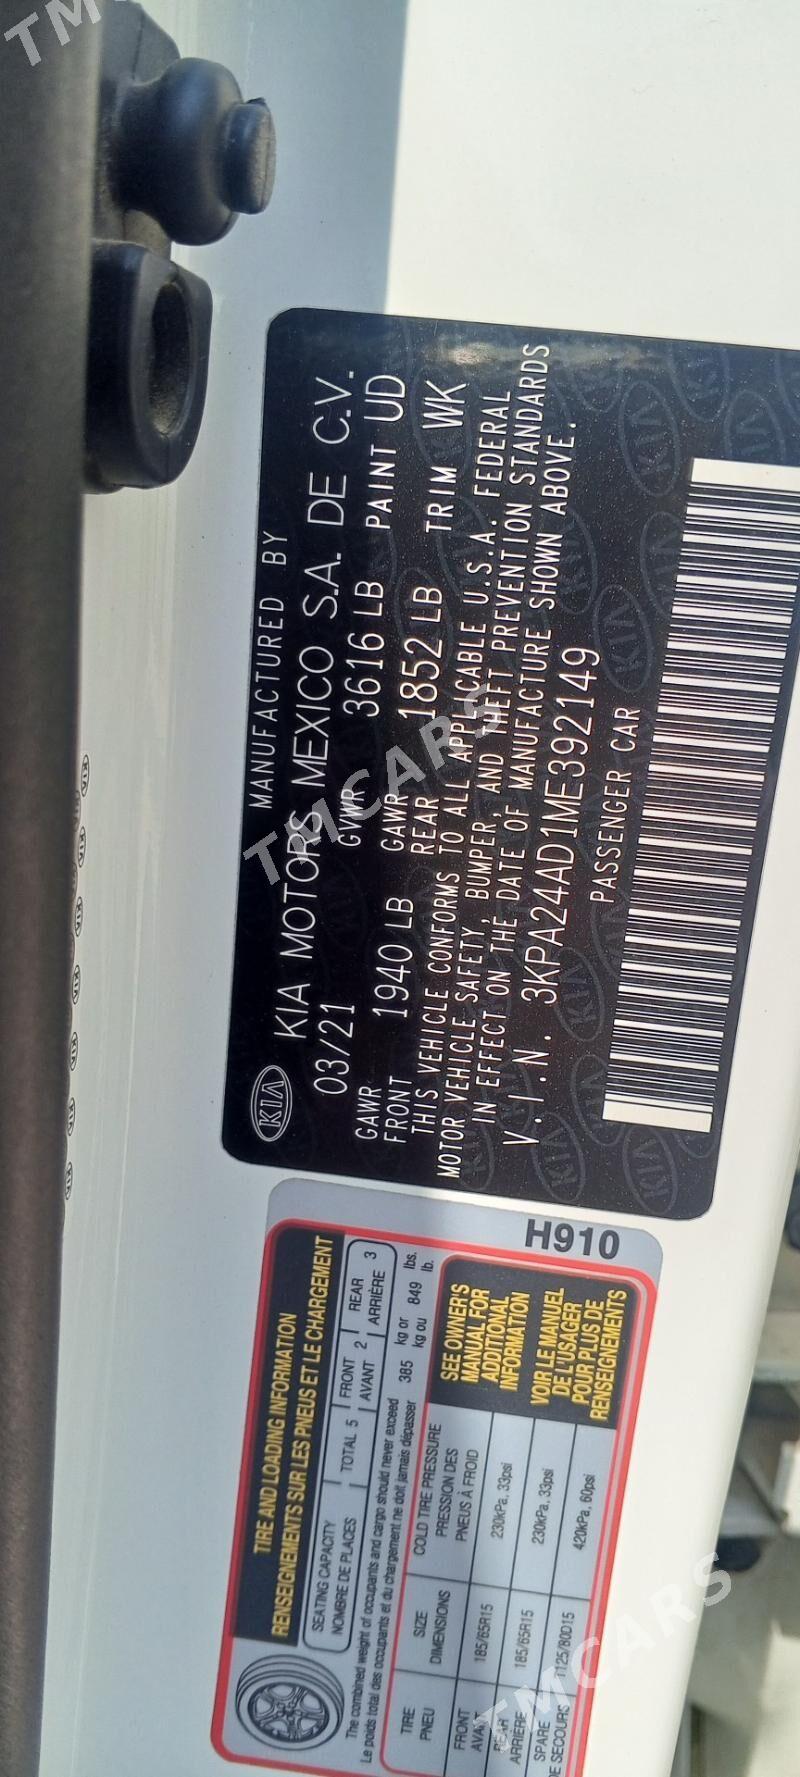 MANUFACTURED BY
KIA KIA MOTORS MEXICO S.A. DE C.V.
03/21 GVWR 3616 LB PAINT UD
GAWR FRONT 1940 LB GAWR REAR 1852 LB TRIM WK
THIS VEHICLE CONFORMS TO ALL APPLICABLE U.S.A. FEDERAL
MOTOR VEHICLE SAFETY, BUMPER, AND THEFT PREVENTION STANDARDS
IN EFFECT ON THE DATE OF MANUFACTURE SHOWN ABOVE.
V.I.N. 3KPA24AD1ME392149
PASSENGER CAR
TIRE AND LOADING INFORMATION
RENSEIGNEMENTS SUR LES PNEUS ET LE CHARGEMENT
SEATING CAPACITY TOTAL 5 FRONT 2 REAR 3
NOMBRE DE PLACES AVANT ARRIÈRE
The combined weight of occupants and cargo should never exceed 385 kg or 849 lbs.
Le poids total des occupants et du chargement ne doit jamais dépasser kg ou lb.
TIRE SIZE COLD TIRE PRESSURE
PNEU DIMENSIONS PRESSION DES PNEUS À FROID
FRONT AVANT 185/65R15 230kPa, 33psi
REAR ARRIÈRE 185/65R15 230kPa, 33psi
SPARE DE SECOURS T125/80D15 420kPa, 60psi
SEE OWNER'S
MANUAL FOR
ADDITIONAL
INFORMATION
VOIR LE MANUEL
DE L'USAGER
POUR PLUS DE
RENSEIGNEMENTS
H910
TMCARS
TMCARS